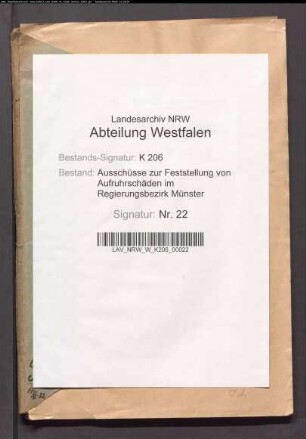 Landesarchiv NRW
Abteilung Westfalen
Bestands-Signatur: K 206
Bestand: Ausschüsse zur Feststellung von
Aufruhrschäden im
Regierungsbezirk Münster
Signatur: Nr. 22
LAV_NRW_W_K206_00022